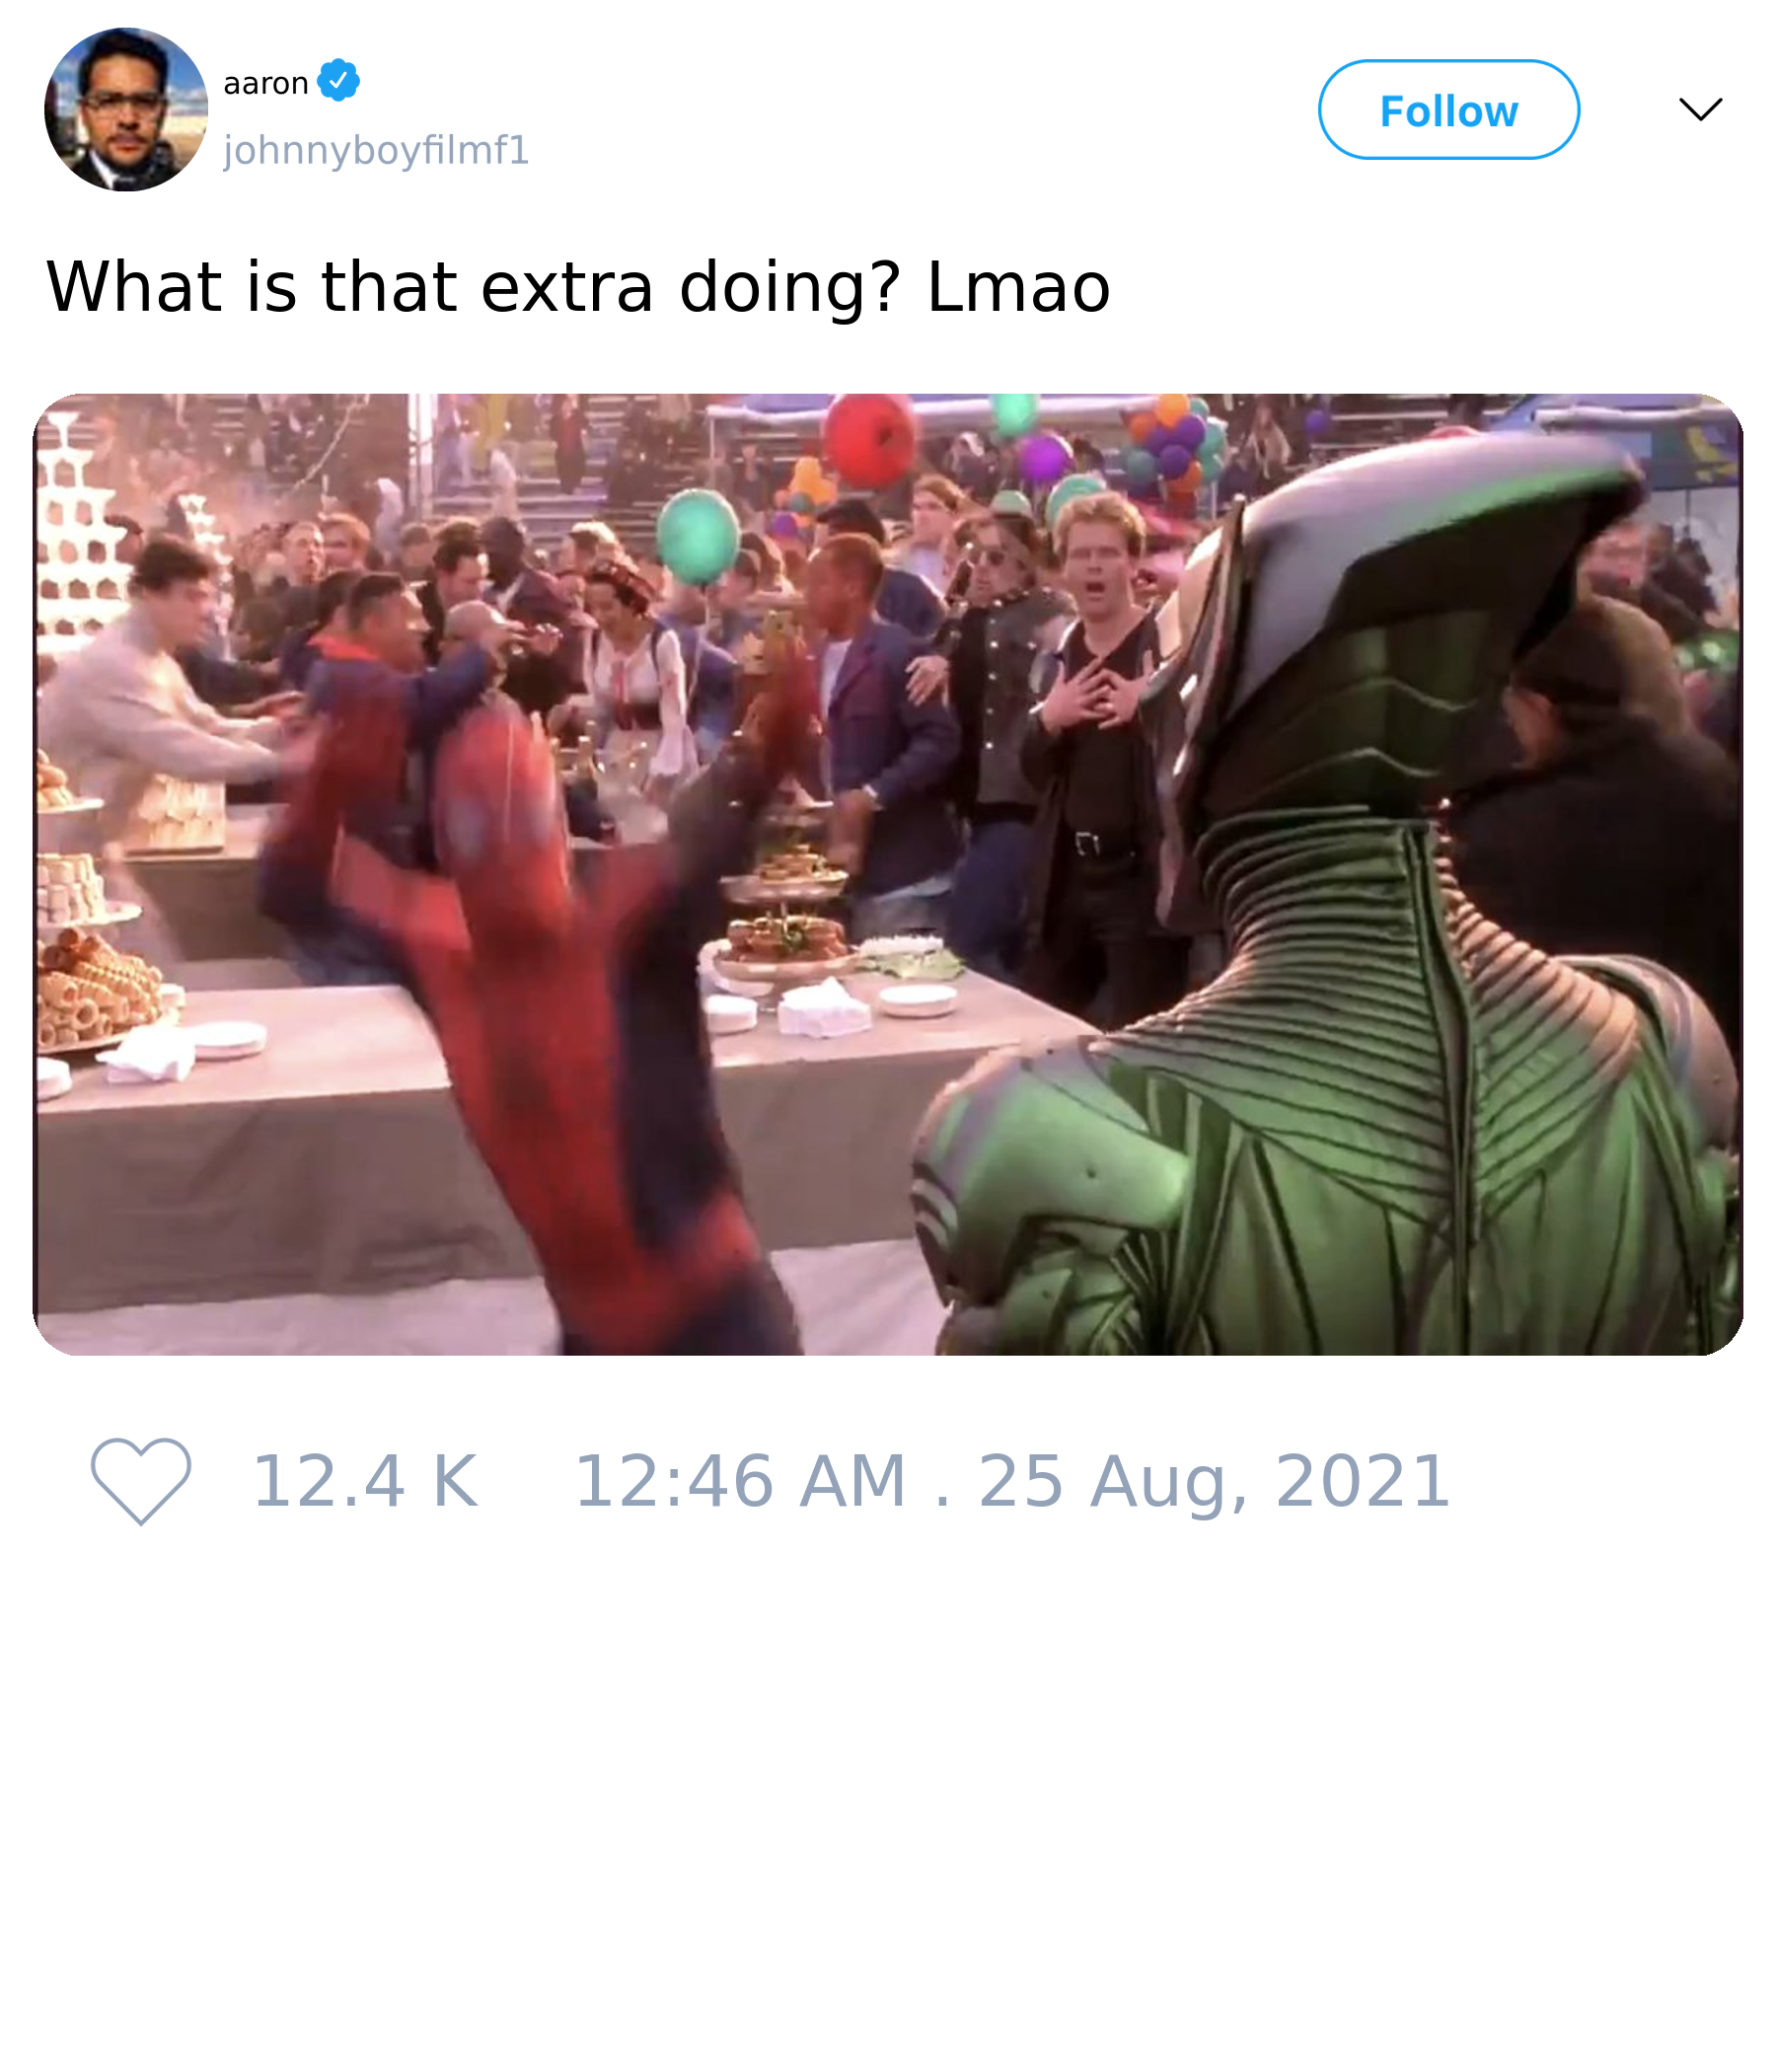 aaron
johnnyboyfilmf1
Follow
What is that extra doing? Lmao
12.4 K 12:46 AM . 25 Aug, 2021